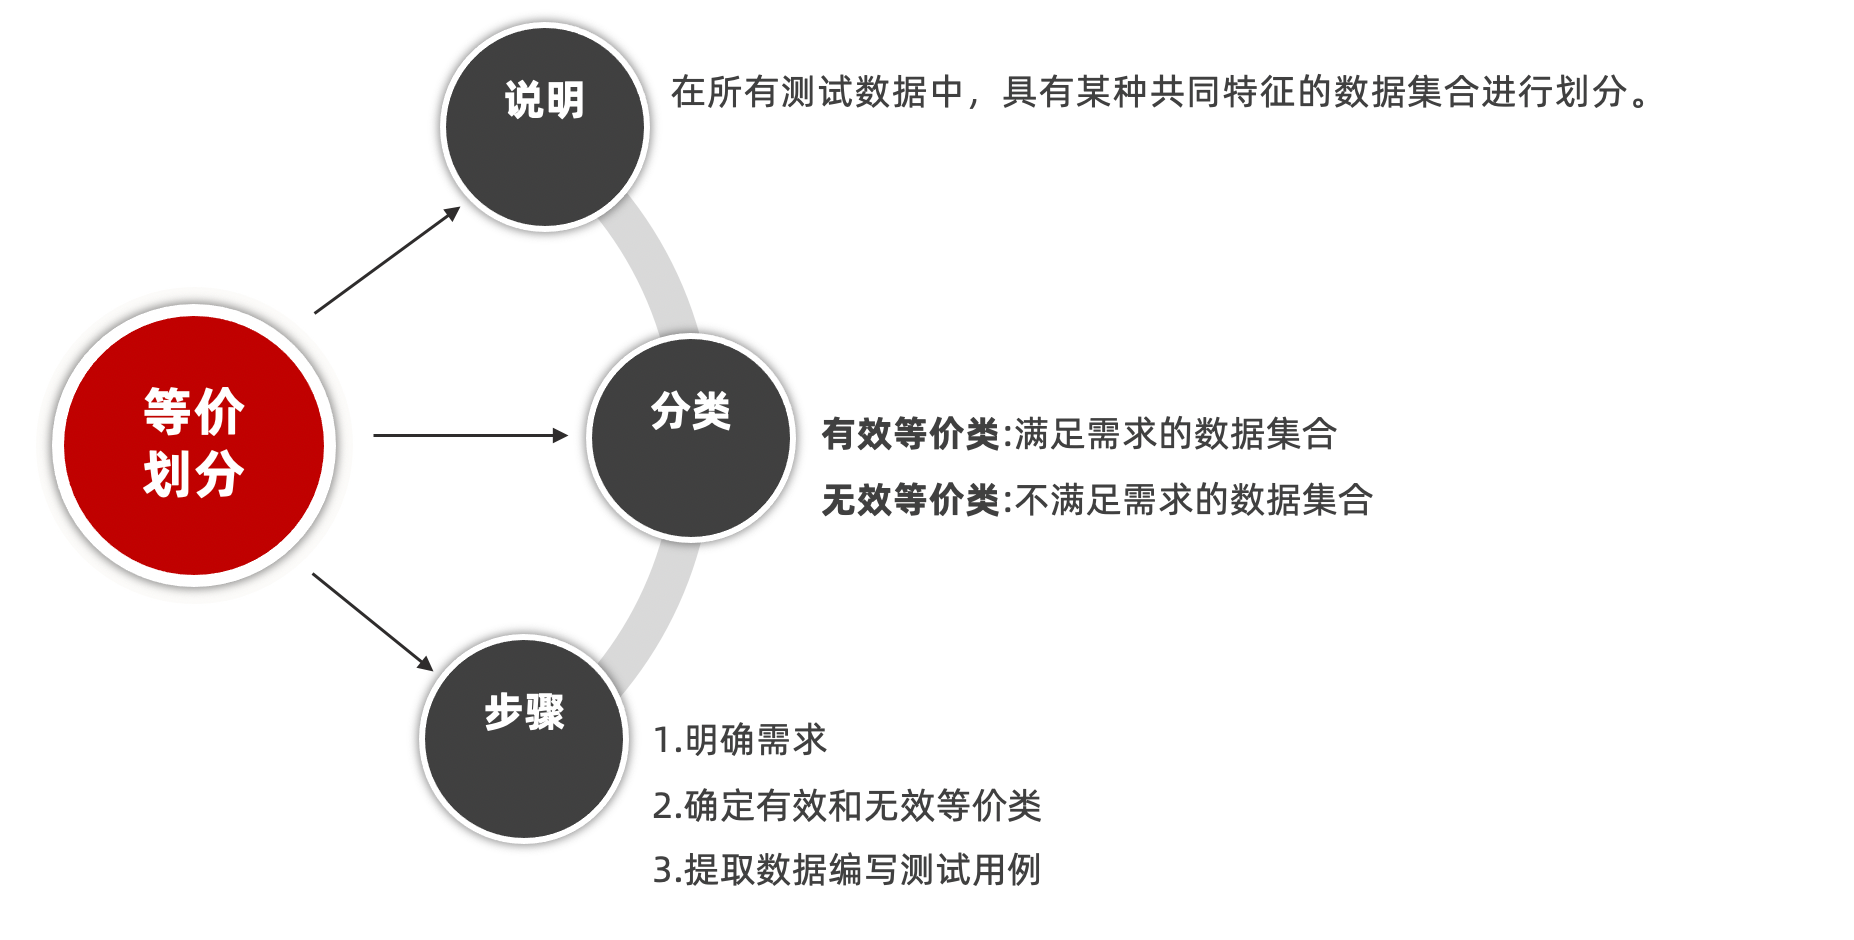 说明
在所有测试数据中，具有某种共同特征的数据集合进行划分。
等价
划分
分类
有效等价类:满足需求的数据集合
无效等价类:不满足需求的数据集合
步骤
1.明确需求
2.确定有效和无效等价类
3.提取数据编写测试用例